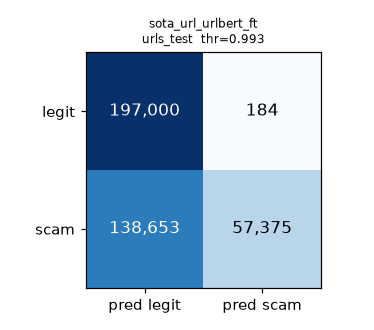 sota_url_urlbert_ft
urls_test  thr=0.993
legit 197,000 184
scam 138,653 57,375
pred legit pred scam